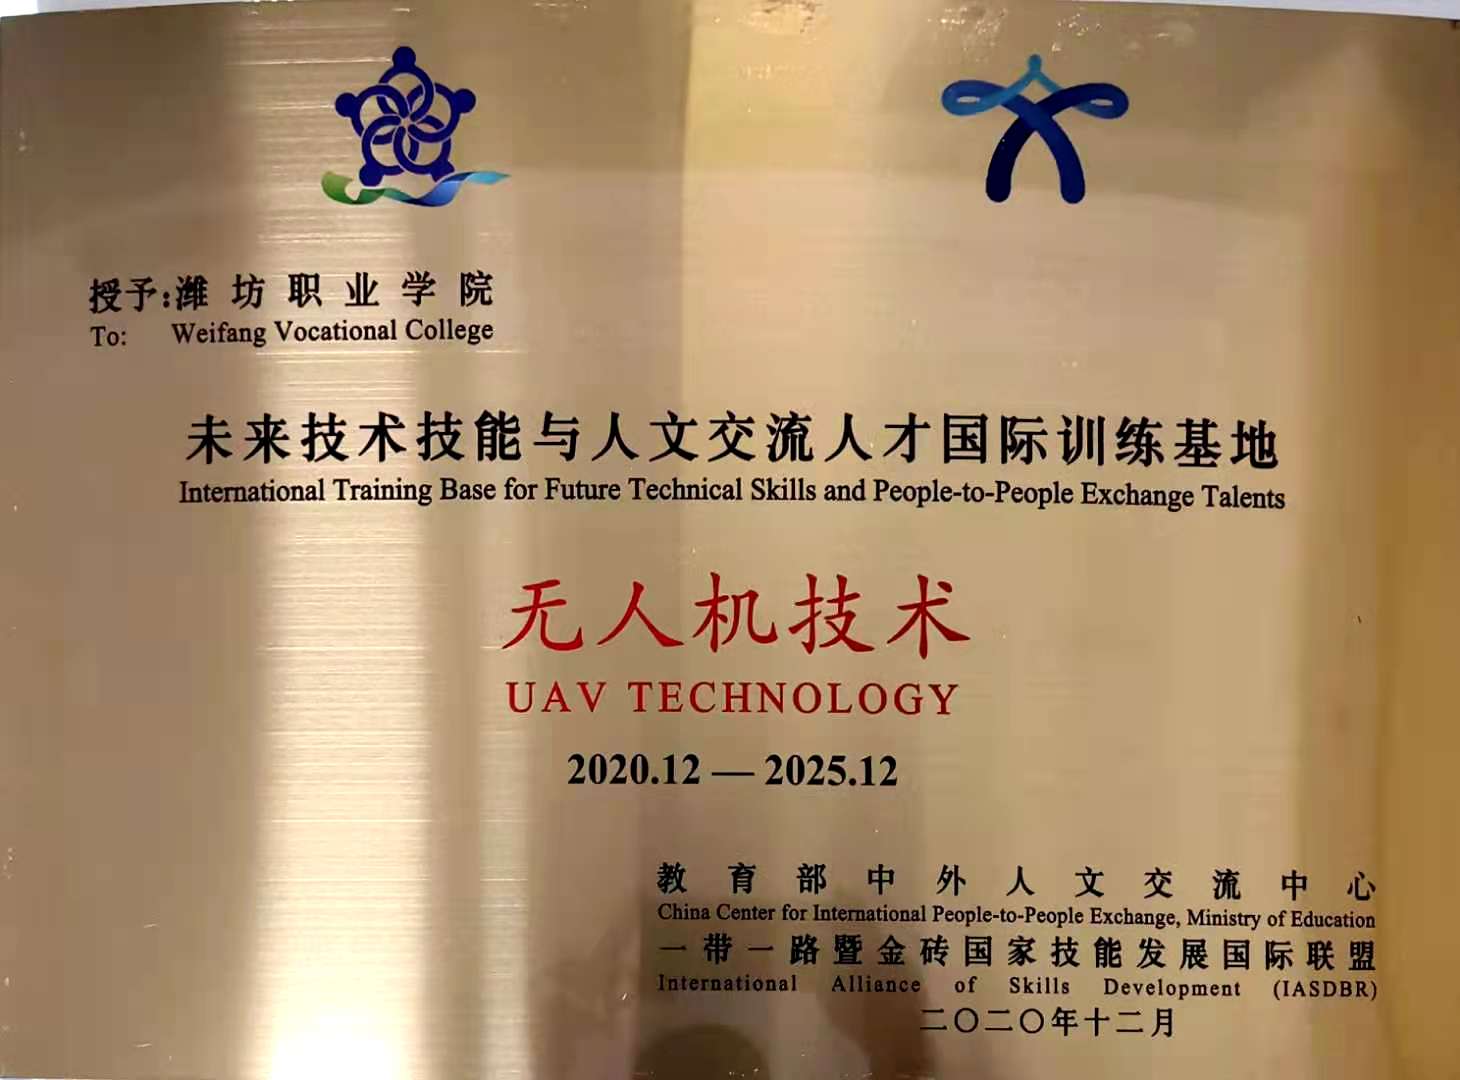 授予:潍坊职业学院
To: Weifang Vocational College
未来技术技能与人文交流人才国际训练基地
International Training Base for Future Technical Skills and People-to-People Exchange Talents
无人机技术
UAV TECHNOLOGY
2020.12 — 2025.12
教育部中外人文交流中心
China Center for International People-to-People Exchange, Ministry of Education
一带一路暨金砖国家技能发展国际联盟
International Alliance of Skills Development (IASDBR)
二〇二〇年十二月